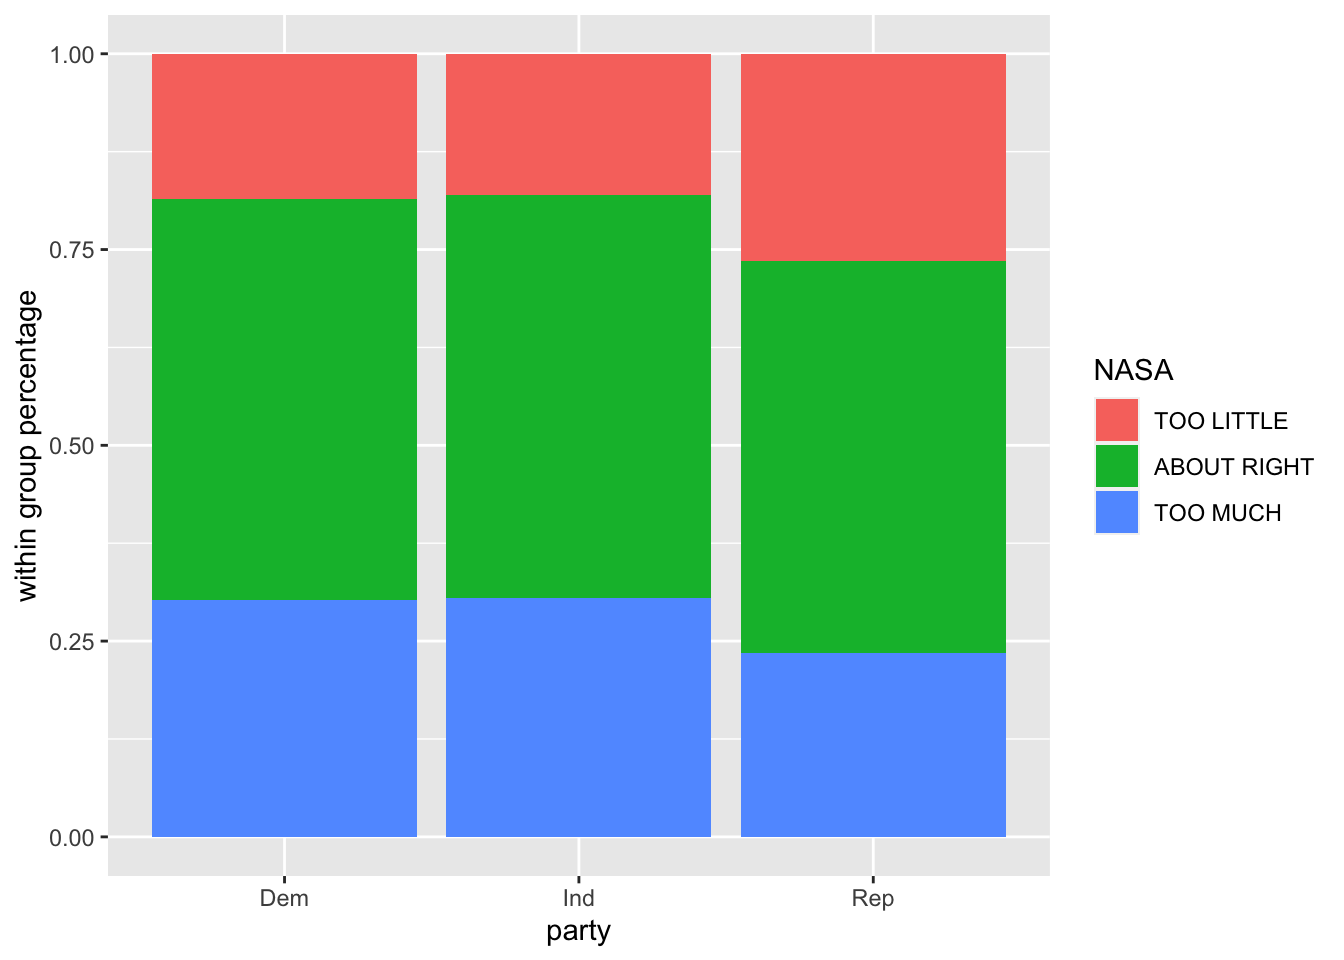 1.00
0.75
0.50
0.25
0.00
within group percentage
Dem
Ind
Rep
party
NASA
TOO LITTLE
ABOUT RIGHT
TOO MUCH